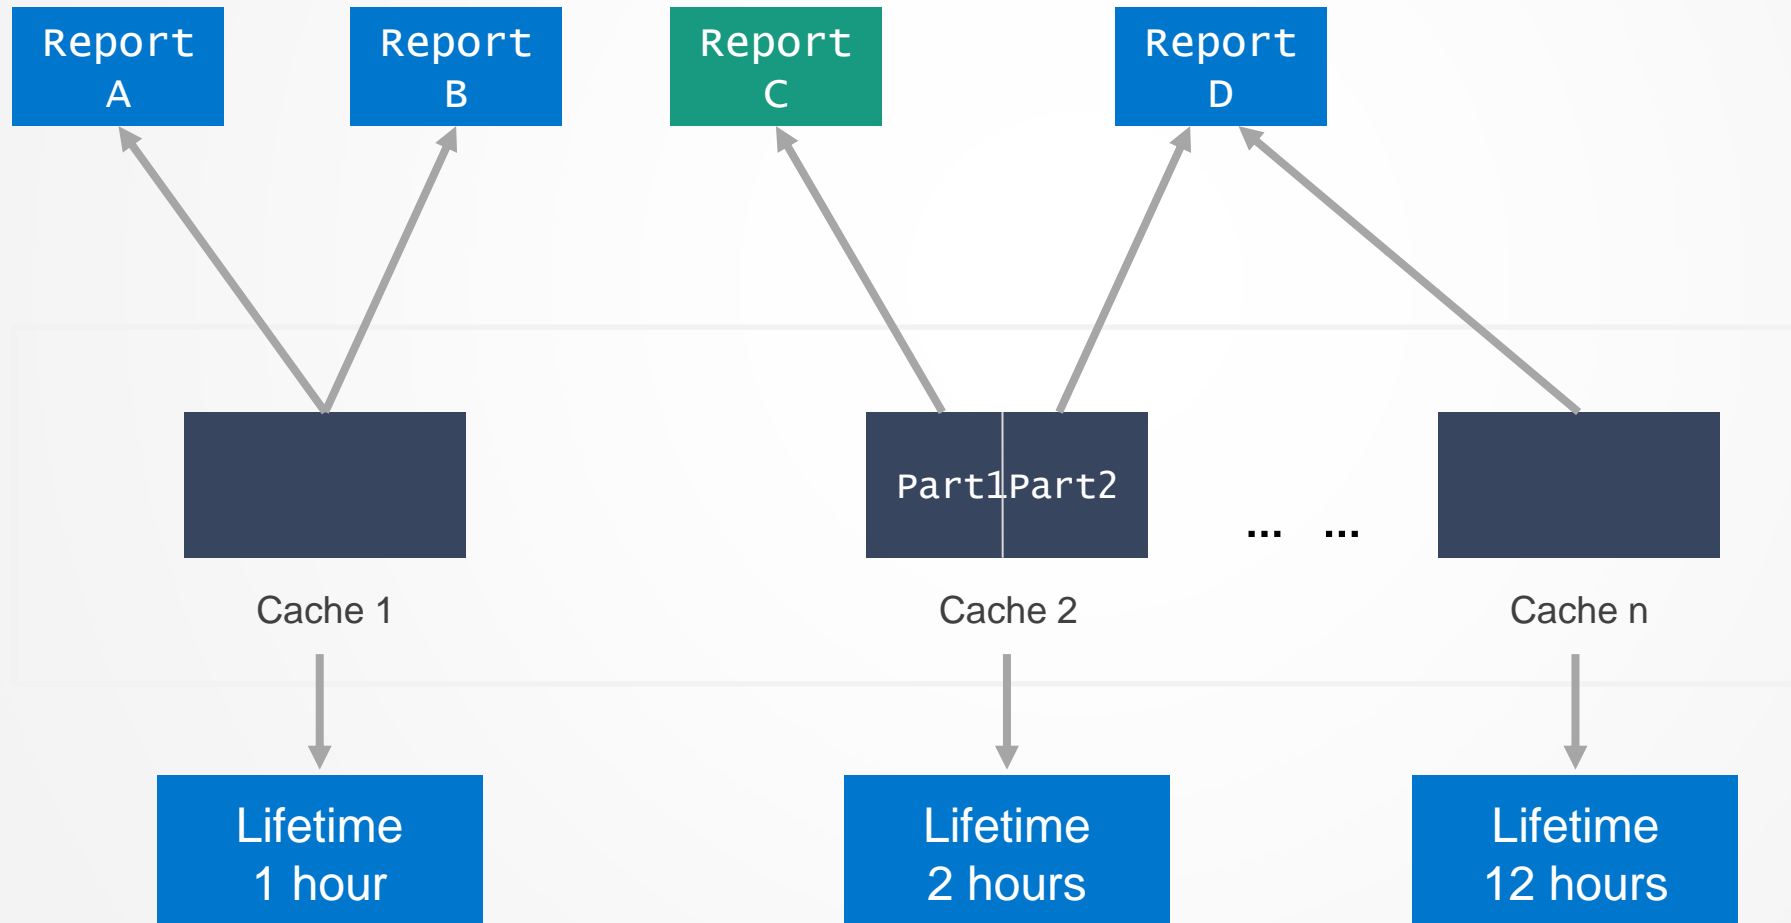 Report
A
Report
B
Report
C
Report
D
Part1
Part2
... ...
Cache 1
Cache 2
Cache n
Lifetime
1 hour
Lifetime
2 hours
Lifetime
12 hours